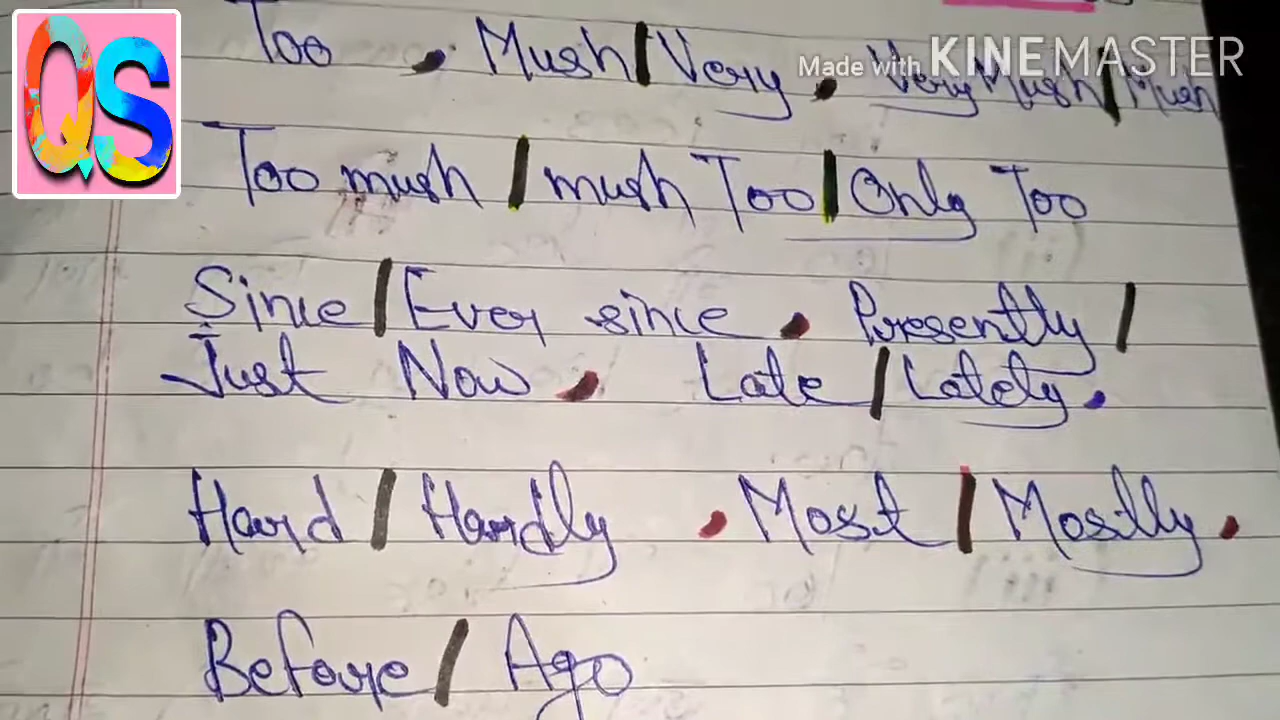 QS
Made with KINEMASTER
Too , Mush/Very , Very Mush/Mush
Too mush / mush Too/Only Too
Since/Ever since , Presently/
Just Now , Late/Lately,
Hard/Hardly , Most/Mostly,
Before/ Ago